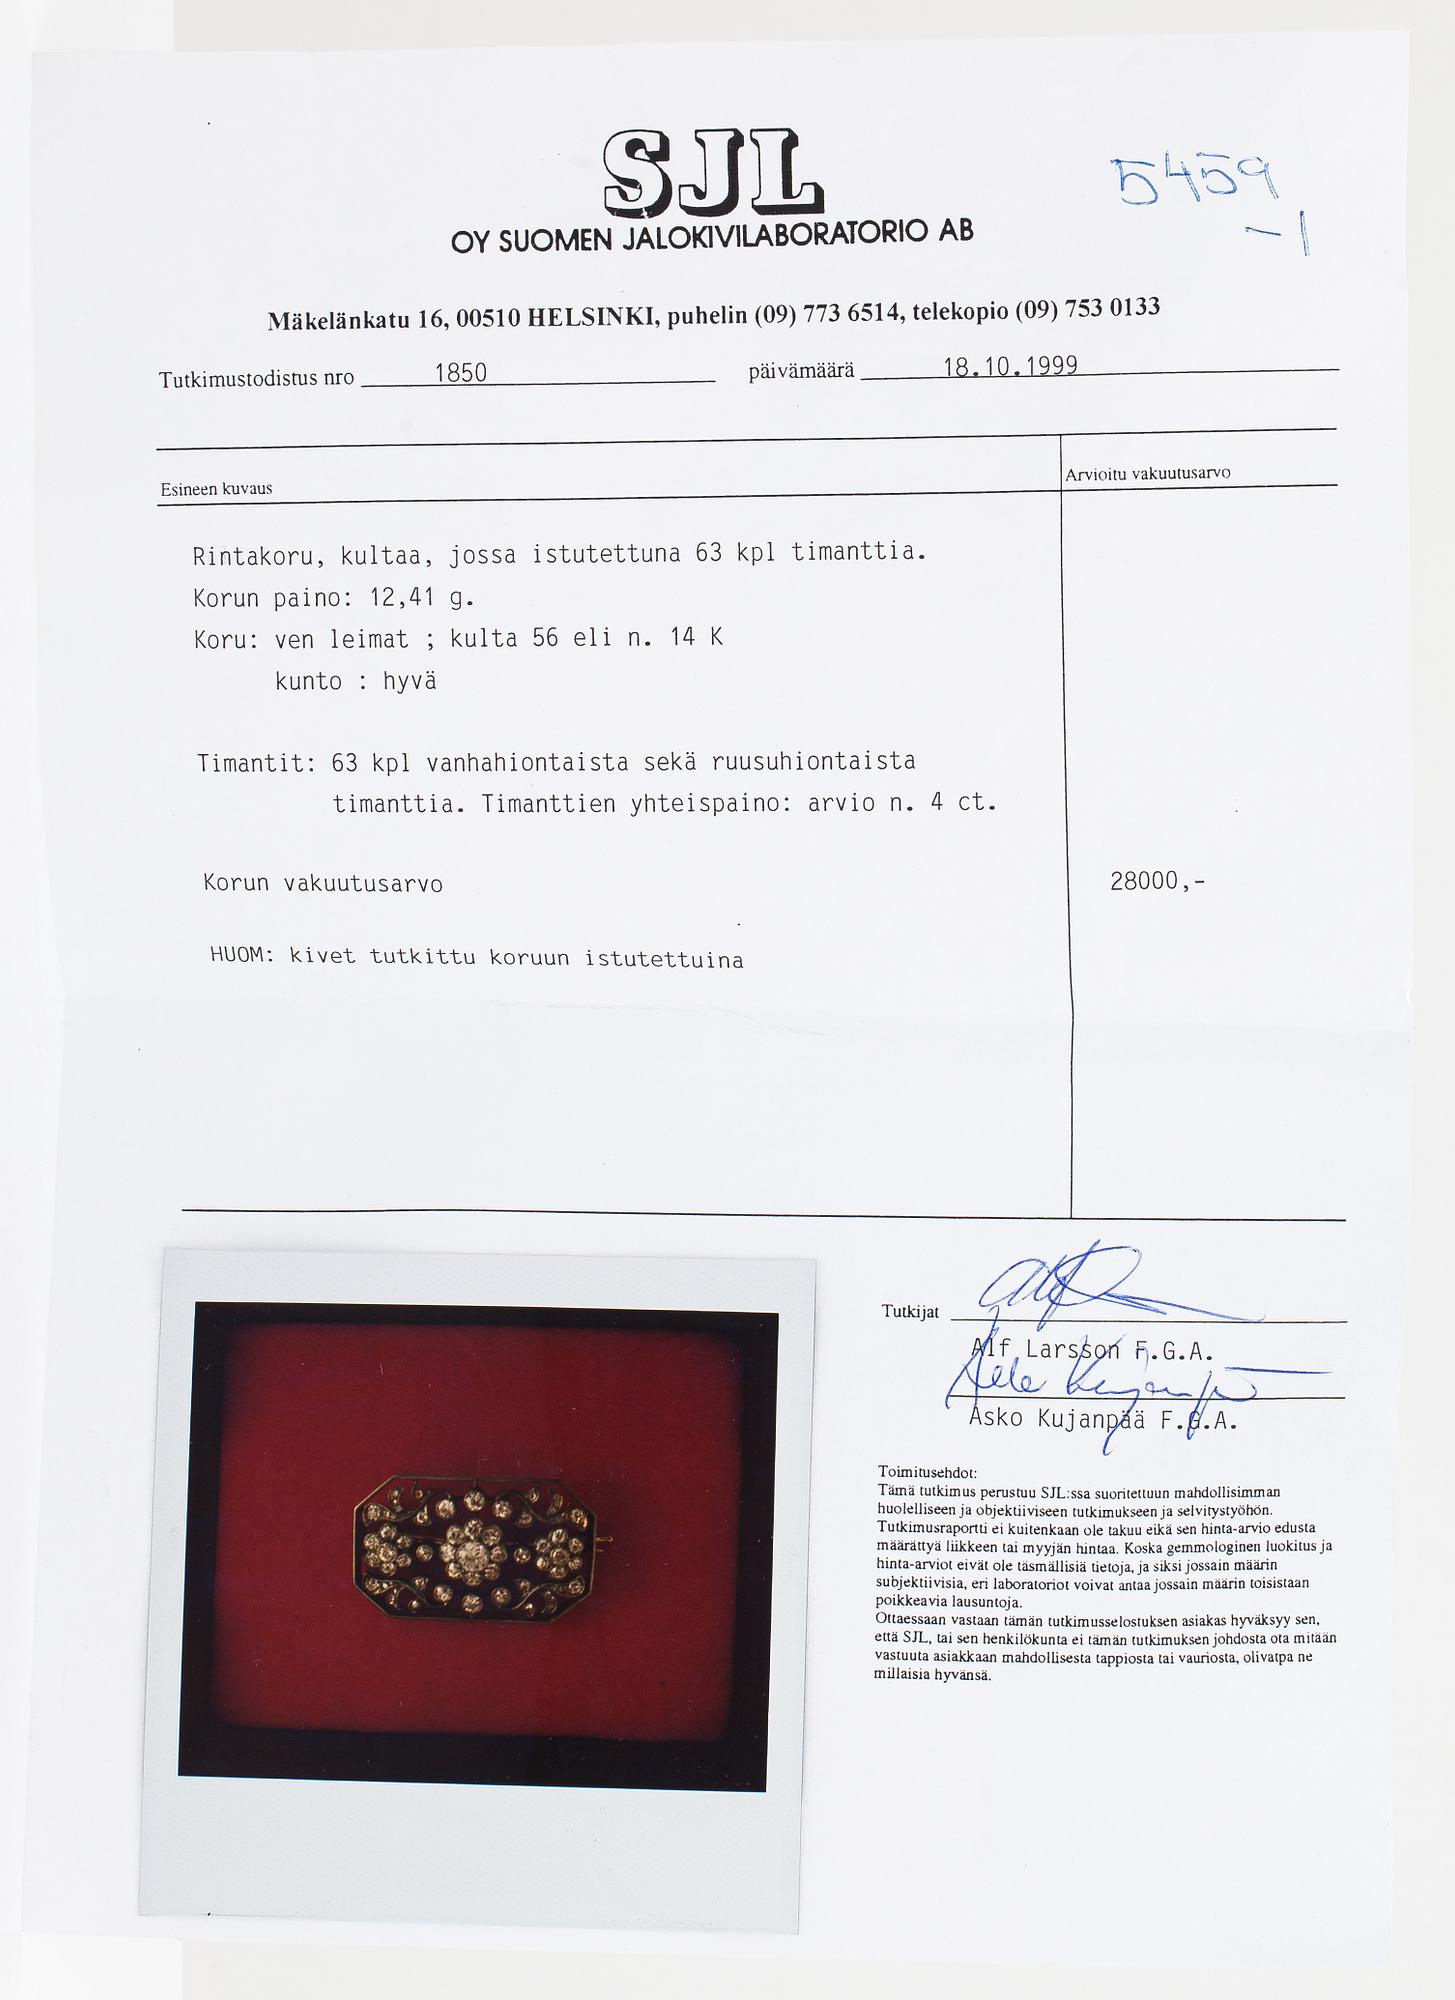 SJL
OY SUOMEN JALOKIVILABORATORIO AB
5459
-1
Mäkelänkatu 16, 00510 HELSINKI, puhelin (09) 773 6514, telekopio (09) 753 0133
Tutkimustodistus nro 1850 päivämäärä 18.10.1999
Esineen kuvaus Arvioitu vakuutusarvo
Rintakoru, kultaa, jossa istutettuna 63 kpl timanttia.
Korun paino: 12,41 g.
Koru: ven leimat ; kulta 56 eli n. 14 K
kunto : hyvä
Timantit: 63 kpl vanhahiontaista sekä ruusuhiontaista
timanttia. Timanttien yhteispaino: arvio n. 4 ct.
Korun vakuutusarvo 28000,-
HUOM: kivet tutkittu koruun istutettuina
Tutkijat
Alf Larsson F.G.A.
Asko Kujanpää F.G.A.
Toimitusehdot:
Tämä tutkimus perustuu SJL:ssa suoritettuun mahdollisimman
huolelliseen ja objektiiviseen tutkimukseen ja selvitystyöhön.
Tutkimusraportti ei kuitenkaan ole takuu eikä sen hinta-arvio edusta
määrättyä liikkeen tai myyjän hintaa. Koska gemmologinen luokitus ja
hinta-arviot eivät ole täsmällisiä tietoja, ja siksi jossain määrin
subjektiivisia, eri laboratoriot voivat antaa jossain määrin toisistaan
poikkeavia lausuntoja.
Ottaessaan vastaan tämän tutkimusselostuksen asiakas hyväksyy sen,
että SJL, tai sen henkilökunta ei tämän tutkimuksen johdosta ota mitään
vastuuta asiakkaan mahdollisesta tappiosta tai vauriosta, olivatpa ne
millaisia hyvänsä.